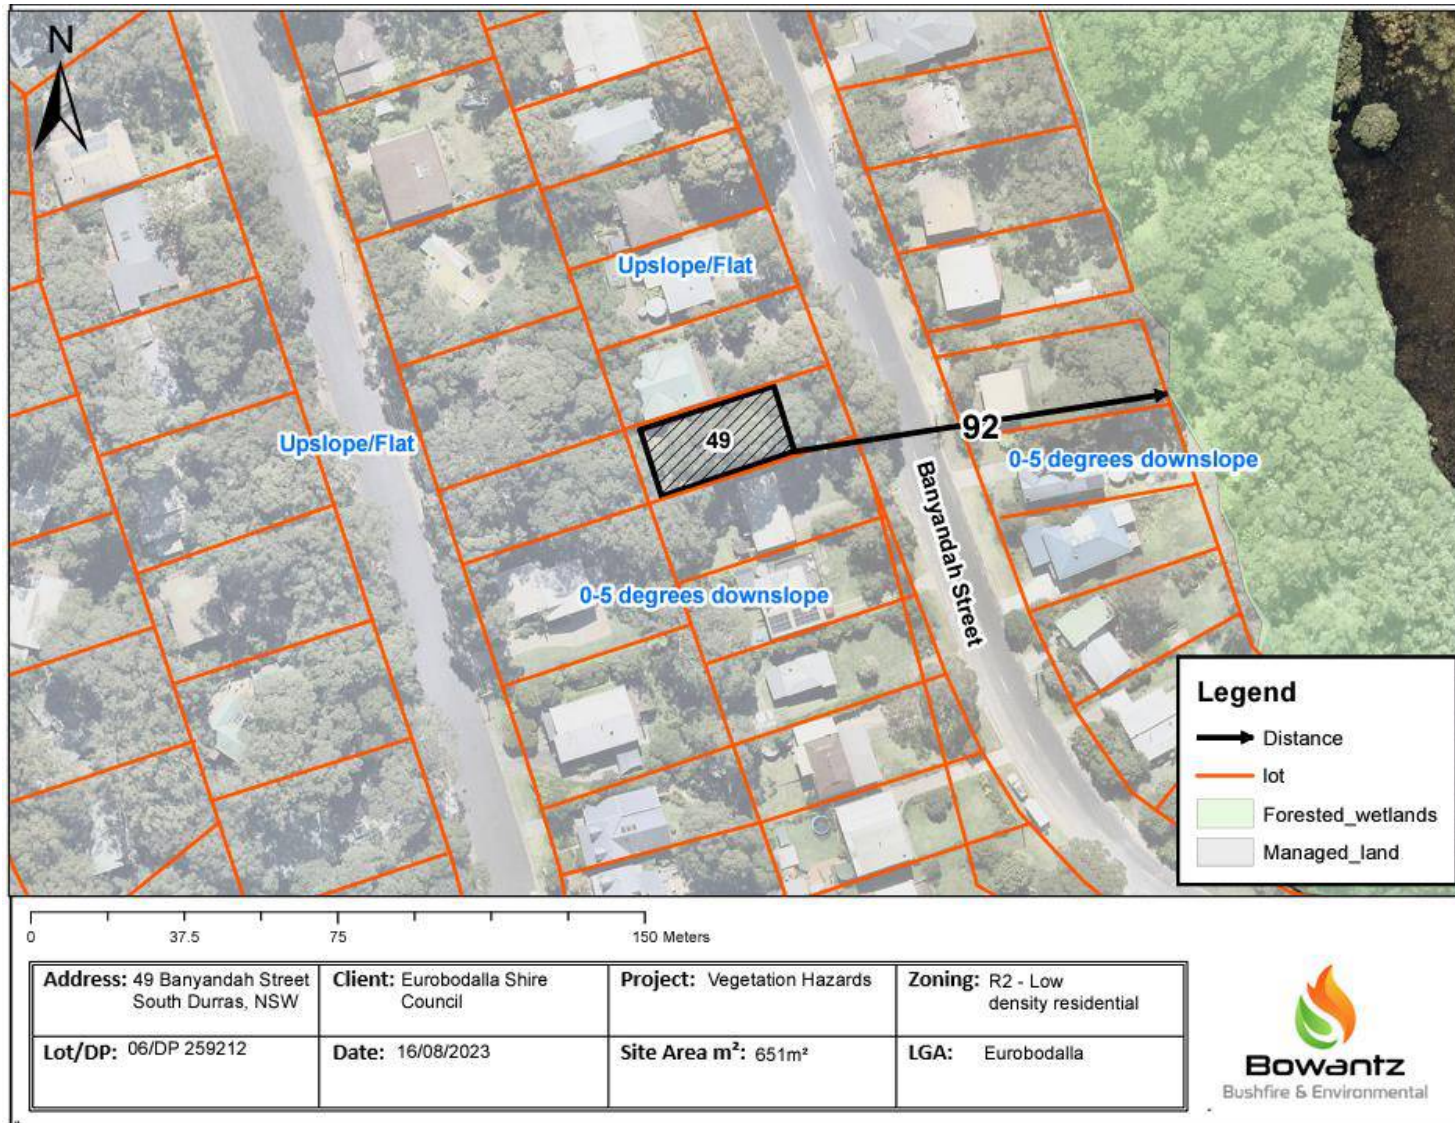 N
Upslope/Flat
Upslope/Flat
49
92
0-5 degrees downslope
Banyandah Street
0-5 degrees downslope
Legend
Distance
lot
Forested_wetlands
Managed_land
0 37.5 75 150 Meters
Address: 49 Banyandah Street
South Durras, NSW
Client: Eurobodalla Shire
Council
Project: Vegetation Hazards
Zoning: R2 - Low
density residential
Lot/DP: 06/DP 259212
Date: 16/08/2023
Site Area m²: 651m²
LGA: Eurobodalla
Bowantz
Bushfire & Environmental